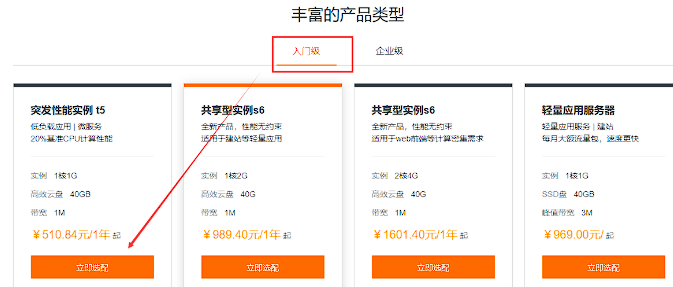 丰富的产品类型
入门级
企业级
突发性能实例 t5
低负载应用 | 微服务
20%基准CPU计算性能
实例 1核1G
高效云盘 40GB
带宽 1M
¥510.84元/1年 起
立即选配
共享型实例s6
全新产品，性能无约束
适用于建站等轻量应用
实例 1核2G
高效云盘 40G
带宽 1M
¥989.40元/1年 起
立即选配
共享型实例s6
全新产品，性能无约束
适用于web前端等计算密集需求
实例 2核4G
高效云盘 40G
带宽 1M
¥1601.40元/1年 起
立即选配
轻量应用服务器
轻量应用服务 | 建站
每月大额流量包，速度更快
实例 1核1G
SSD盘 40GB
峰值带宽 3M
¥969.00元/ 起
立即选配